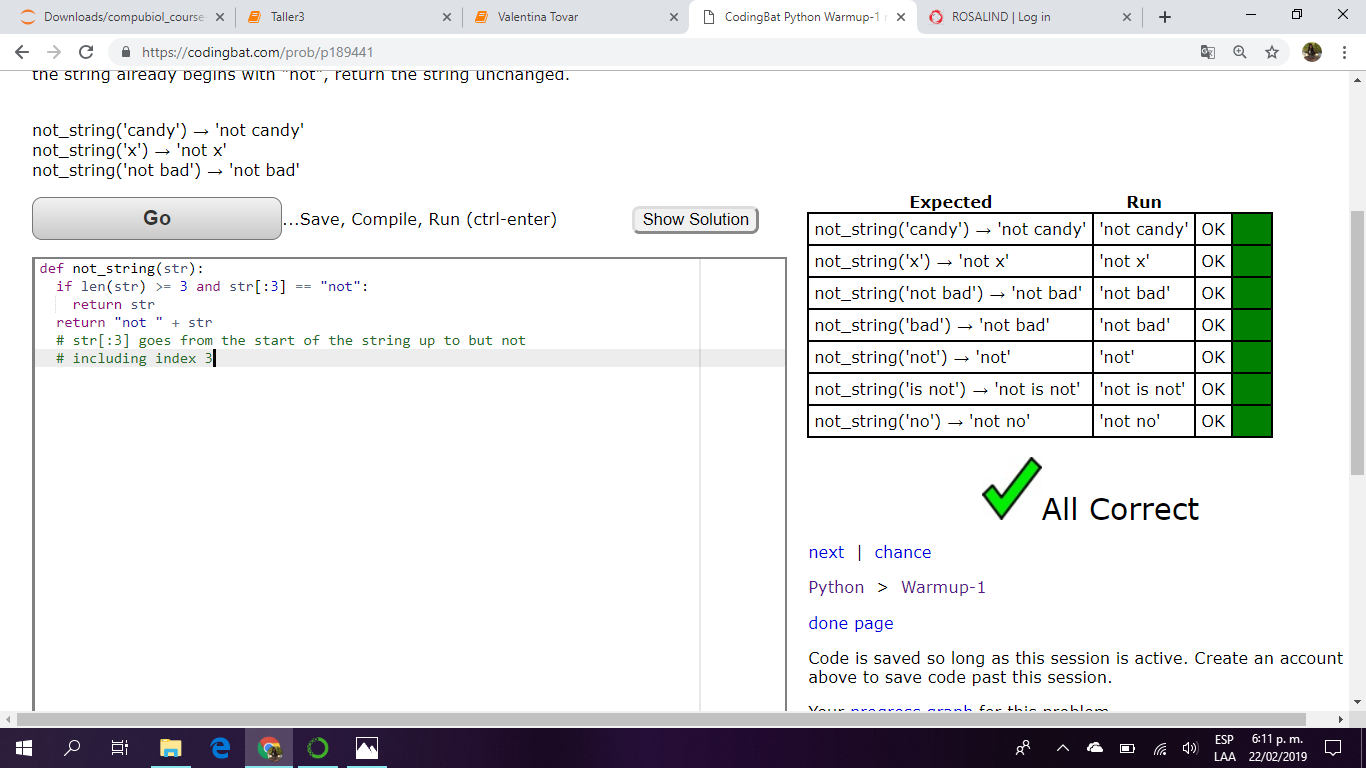 Downloads/compubiol_course
Taller3
Valentina Tovar
CodingBat Python Warmup-1
ROSALIND | Log in
https://codingbat.com/prob/p189441
the string already begins with "not", return the string unchanged.
not_string('candy') → 'not candy'
not_string('x') → 'not x'
not_string('not bad') → 'not bad'
Go
...Save, Compile, Run (ctrl-enter)
Show Solution
def not_string(str):
if len(str) >= 3 and str[:3] == "not":
return str
return "not " + str
# str[:3] goes from the start of the string up to but not
# including index 3
Expected Run
not_string('candy') → 'not candy' 'not candy' OK
not_string('x') → 'not x' 'not x' OK
not_string('not bad') → 'not bad' 'not bad' OK
not_string('bad') → 'not bad' 'not bad' OK
not_string('not') → 'not' 'not' OK
not_string('is not') → 'not is not' 'not is not' OK
not_string('no') → 'not no' 'not no' OK
All Correct
next | chance
Python > Warmup-1
done page
Code is saved so long as this session is active. Create an account
above to save code past this session.
Your progress graph for this problem
ESP
LAA
6:11 p. m.
22/02/2019